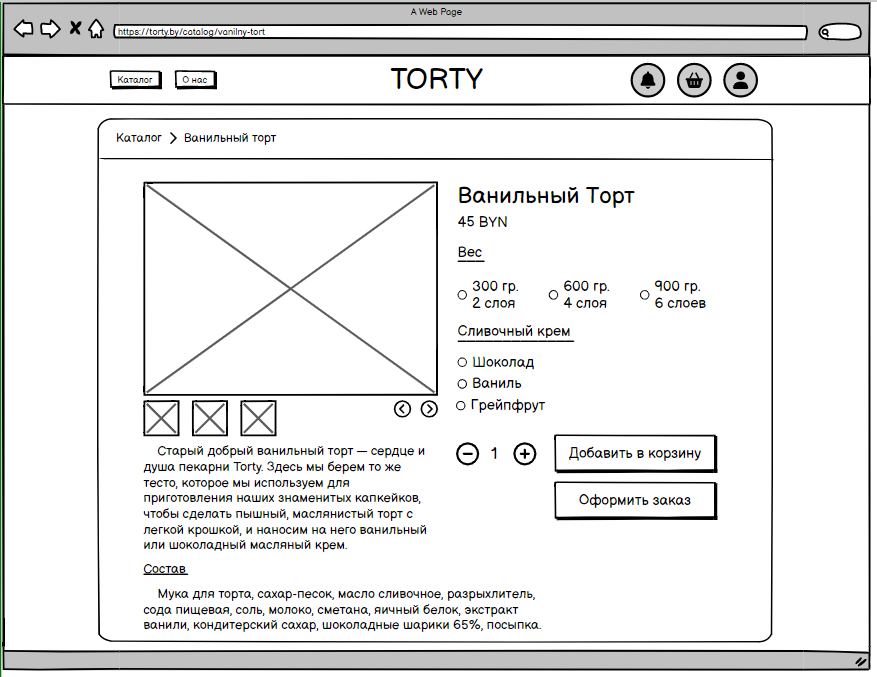 A Web Page
https://torty.by/catalog/vanilny-tort
Каталог
О нас
TORTY
Каталог
Ванильный торт
Ванильный Торт
45 BYN
Вес
300 гр.
2 слоя
600 гр.
4 слоя
900 гр.
6 слоев
Сливочный крем
Шоколад
Ваниль
Грейпфрут
1
Добавить в корзину
Оформить заказ
Старый добрый ванильный торт — сердце и
душа пекарни Torty. Здесь мы берем то же
тесто, которое мы используем для
приготовления наших знаменитых капкейков,
чтобы сделать пышный, маслянистый торт с
легкой крошкой, и наносим на него ванильный
или шоколадный масляный крем.
Состав
Мука для торта, сахар-песок, масло сливочное, разрыхлитель,
сода пищевая, соль, молоко, сметана, яичный белок, экстракт
ванили, кондитерский сахар, шоколадные шарики 65%, посыпка.